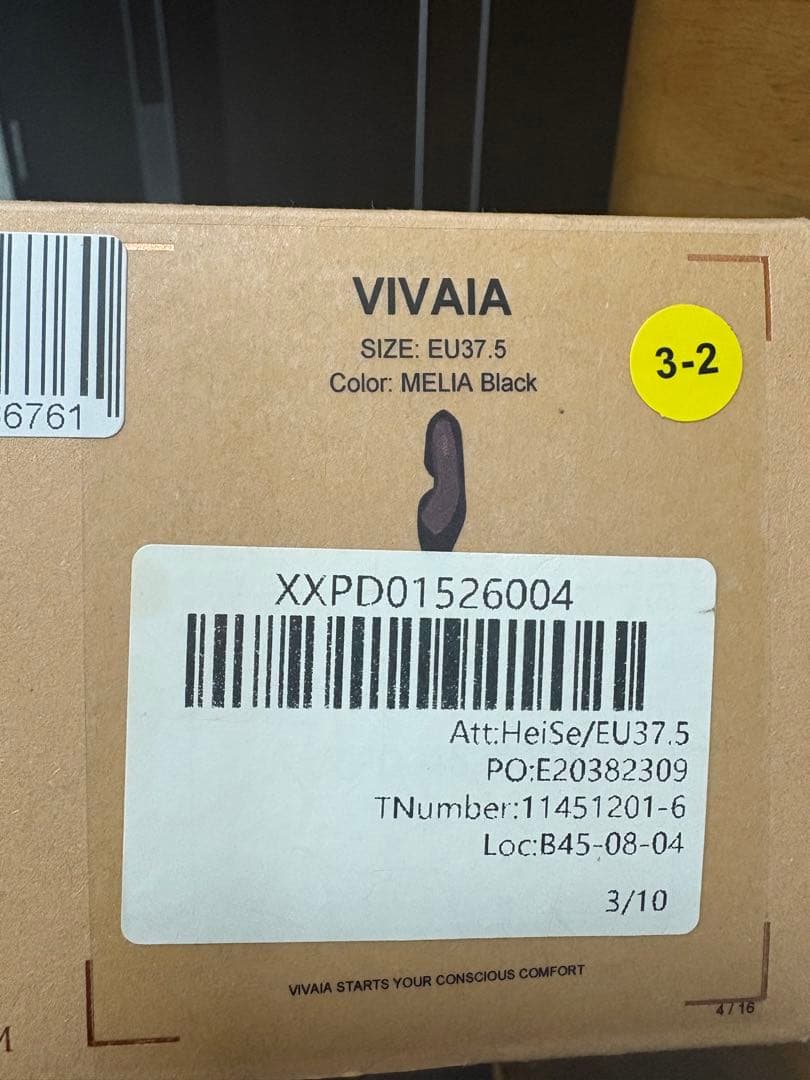 VIVAIA
SIZE: EU37.5
Color: MELIA Black
3-2
6761
XXPD01526004
Att:HeiSe/EU37.5
PO:E20382309
TNumber:11451201-6
Loc:B45-08-04
3/10
VIVAIA STARTS YOUR CONSCIOUS COMFORT
4 / 16